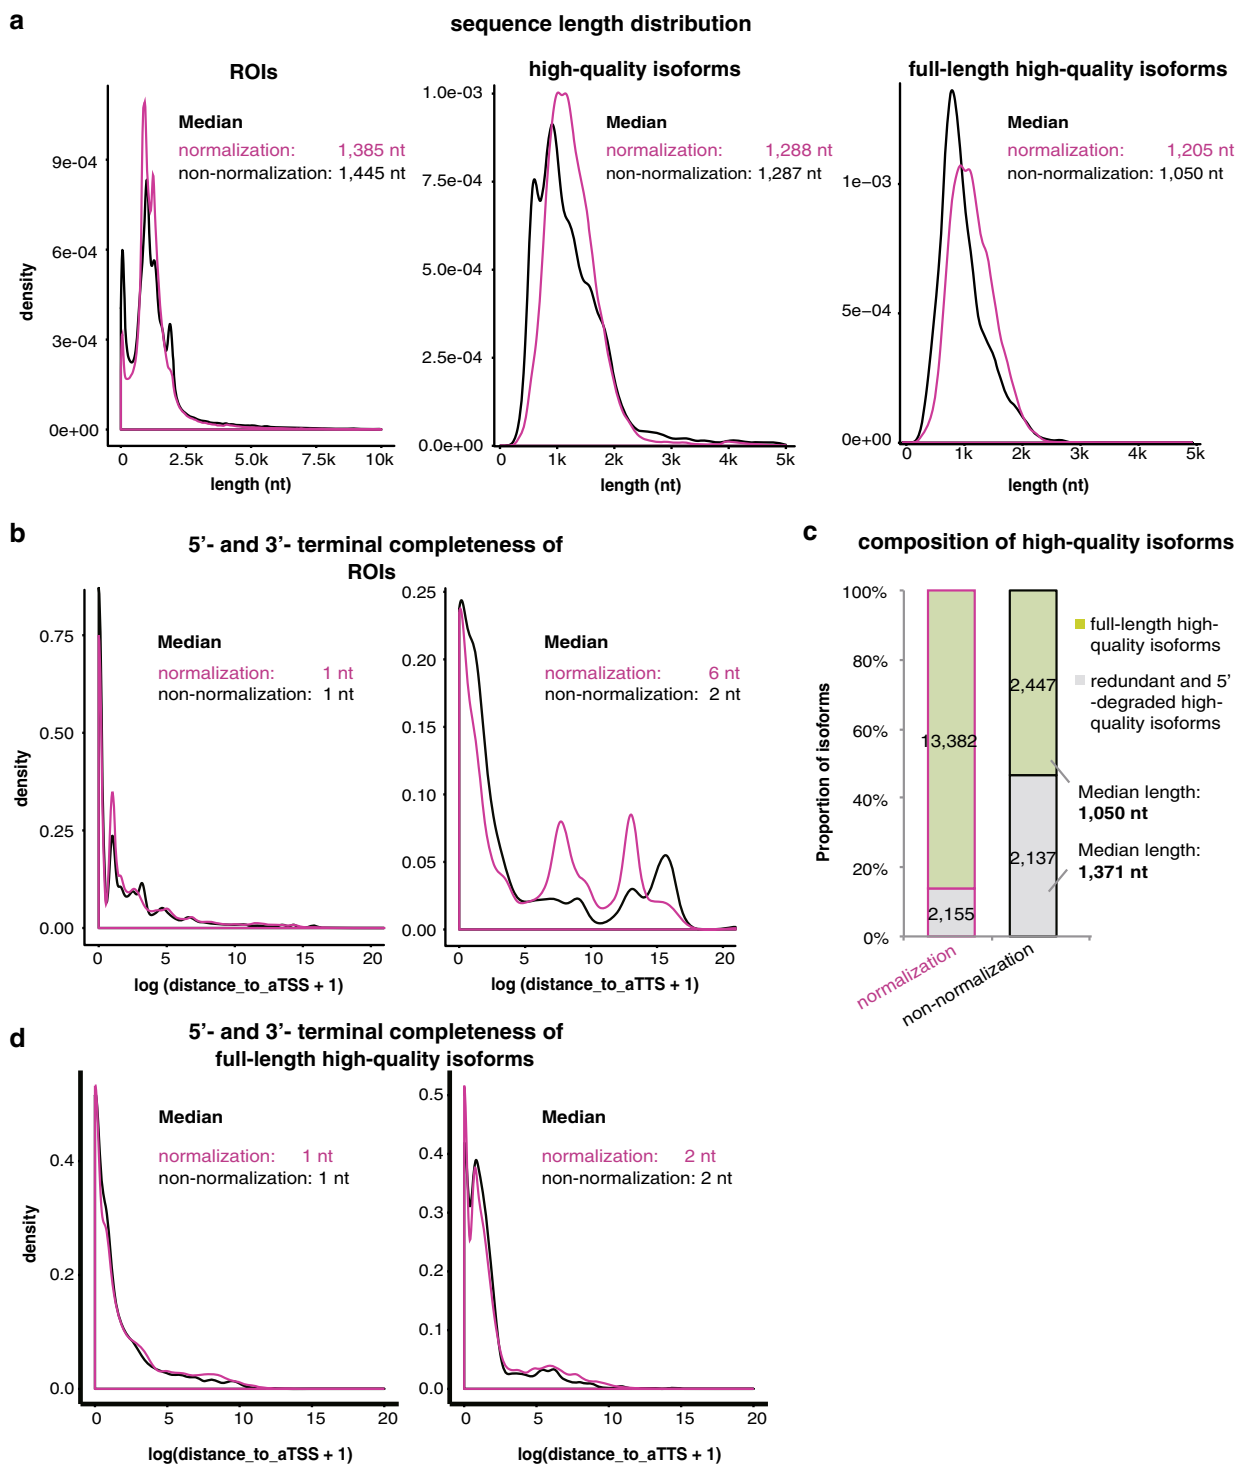 a
sequence length distribution
ROIs
high-quality isoforms
full-length high-quality isoforms
Median
normalization: 1,385 nt
non-normalization: 1,445 nt
Median
normalization: 1,288 nt
non-normalization: 1,287 nt
Median
normalization: 1,205 nt
non-normalization: 1,050 nt
density
9e-04
6e-04
3e-04
0e+00
0 2.5k 5.0k 7.5k 10k
length (nt)
1.0e-03
7.5e-04
5.0e-04
2.5e-04
0.0e+00
0 1k 2k 3k 4k 5k
length (nt)
1e-03
5e-04
0e+00
0 1k 2k 3k 4k 5k
length (nt)
b
5'- and 3'- terminal completeness of
ROIs
Median
normalization: 1 nt
non-normalization: 1 nt
density
0.75
0.50
0.25
0.00
0 5 10 15 20
log (distance_to_aTSS + 1)
Median
normalization: 6 nt
non-normalization: 2 nt
0.25
0.20
0.15
0.10
0.05
0.00
0 5 10 15 20
log (distance_to_aTTS + 1)
c
composition of high-quality isoforms
Proportion of isoforms
100%
80%
60%
40%
20%
0%
13,382
2,155
2,447
2,137
normalization
non-normalization
full-length high-
quality isoforms
redundant and 5'
-degraded high-
quality isoforms
Median length:
1,050 nt
Median length:
1,371 nt
d
5'- and 3'- terminal completeness of
full-length high-quality isoforms
Median
normalization: 1 nt
non-normalization: 1 nt
density
0.4
0.2
0.0
0 5 10 15 20
log(distance_to_aTSS + 1)
Median
normalization: 2 nt
non-normalization: 2 nt
0.5
0.4
0.3
0.2
0.1
0.0
0 5 10 15 20
log(distance_to_aTTS + 1)